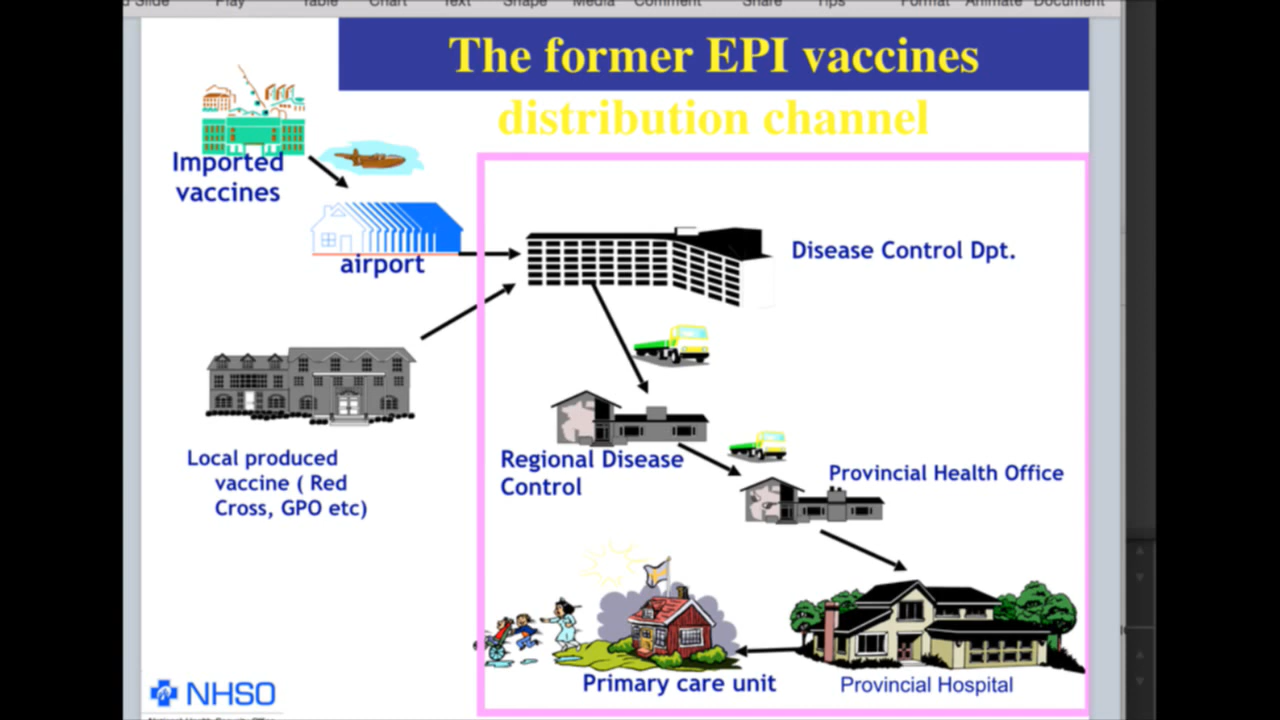 Slide Play Table Chart Text Shape Media Comment Share Tips Format Animate Document
The former EPI vaccines
distribution channel
Imported
vaccines
airport
Disease Control Dpt.
Local produced
vaccine ( Red
Cross, GPO etc)
Regional Disease
Control
Provincial Health Office
Primary care unit
Provincial Hospital
NHSO